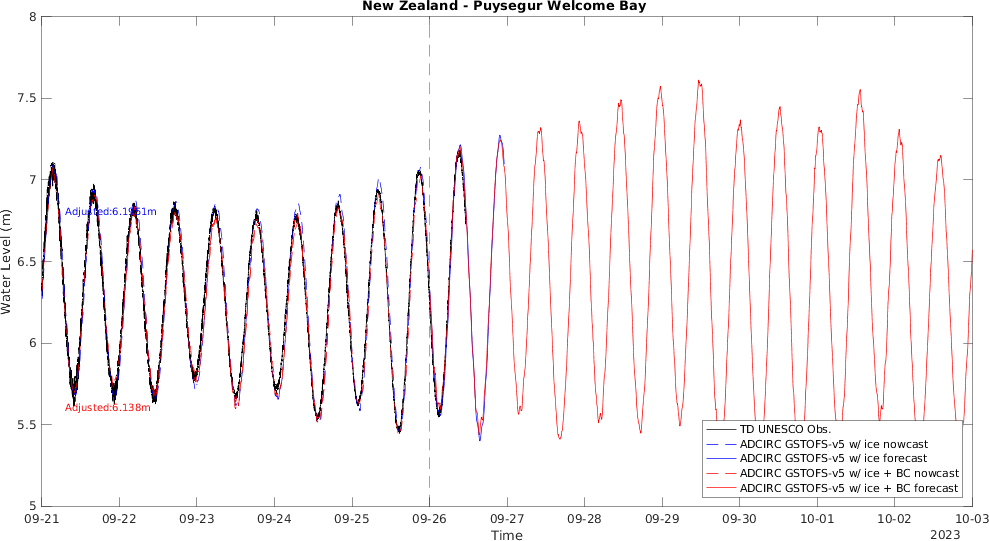 New Zealand - Puysegur Welcome Bay
8
7.5
7
6.5
6
5.5
5
Water Level (m)
Adjusted:6.1961m
Adjusted:6.138m
TD UNESCO Obs.
ADCIRC GSTOFS-v5 w/ ice nowcast
ADCIRC GSTOFS-v5 w/ ice forecast
ADCIRC GSTOFS-v5 w/ ice + BC nowcast
ADCIRC GSTOFS-v5 w/ ice + BC forecast
09-21 09-22 09-23 09-24 09-25 09-26 09-27 09-28 09-29 09-30 10-01 10-02 10-03
Time
2023